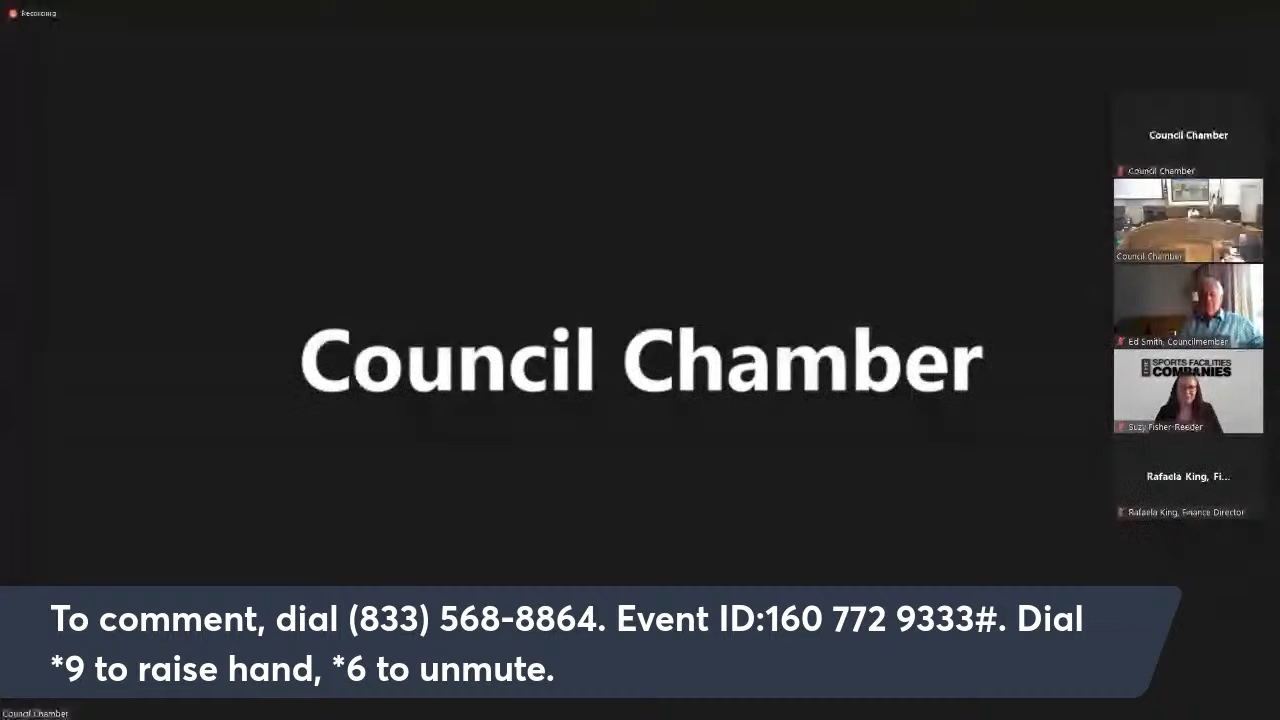 Recording
Council Chamber
Council Chamber
Council Chamber
Council Chamber
Ed Smith, Councilmember
SPORTS FACILITIES
COMPANIES
Suzy Fisher-Reeder
Rafaela King, Fi...
Rafaela King, Finance Director
To comment, dial (833) 568-8864. Event ID:160 772 9333#. Dial
*9 to raise hand, *6 to unmute.
Council Chamber